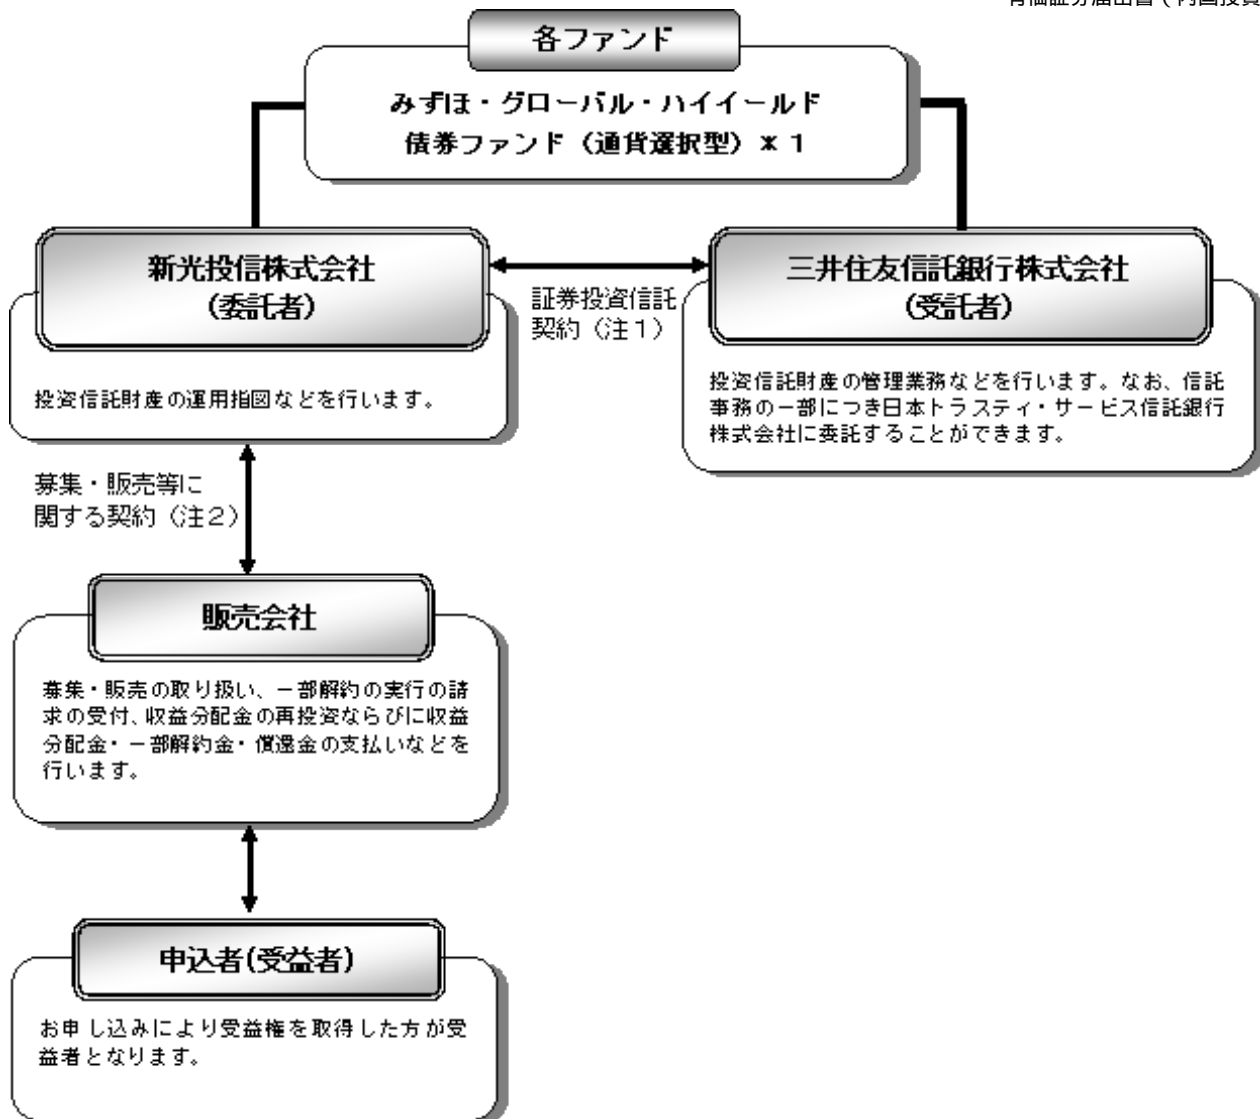 各ファンド
みずほ・グローバル・ハイイールド
債券ファンド（通貨選択型）＊１
新光投信株式会社
(委託者)
三井住友信託銀行株式会社
(受託者)
証券投資信託
契約（注１）
投資信託財産の運用指図などを行います。
投資信託財産の管理業務などを行います。なお、信託
事務の一部につき日本トラスティ・サービス信託銀行
株式会社に委託することができます。
募集・販売等に
関する契約（注２）
販売会社
募集・販売の取り扱い、一部解約の実行の請
求の受付、収益分配金の再投資ならびに収益
分配金・一部解約金・償還金の支払いなどを
行います。
申込者(受益者)
お申し込みにより受益権を取得した方が受
益者となります。